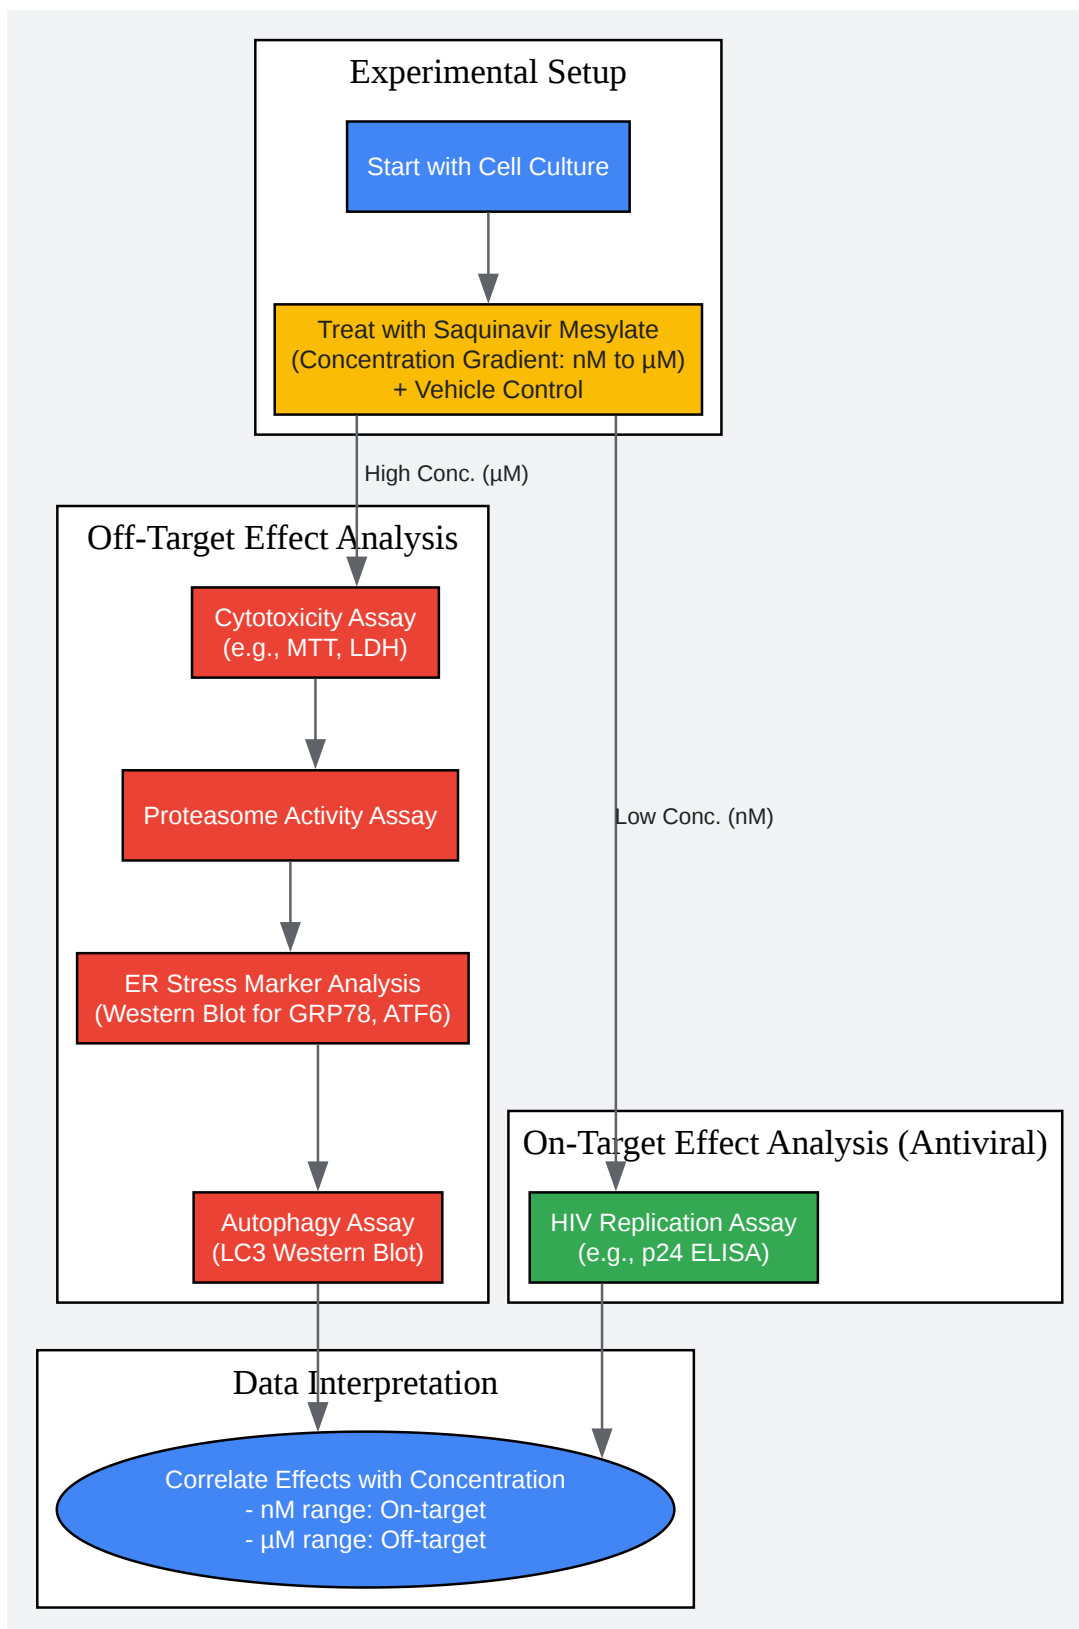 Experimental Setup
Start with Cell Culture
Treat with Saquinavir Mesylate
(Concentration Gradient: nM to µM)
+ Vehicle Control
High Conc. (µM)
Off-Target Effect Analysis
Cytotoxicity Assay
(e.g., MTT, LDH)
Proteasome Activity Assay
Low Conc. (nM)
ER Stress Marker Analysis
(Western Blot for GRP78, ATF6)
On-Target Effect Analysis (Antiviral)
Autophagy Assay
(LC3 Western Blot)
HIV Replication Assay
(e.g., p24 ELISA)
Data Interpretation
Correlate Effects with Concentration
- nM range: On-target
- µM range: Off-target